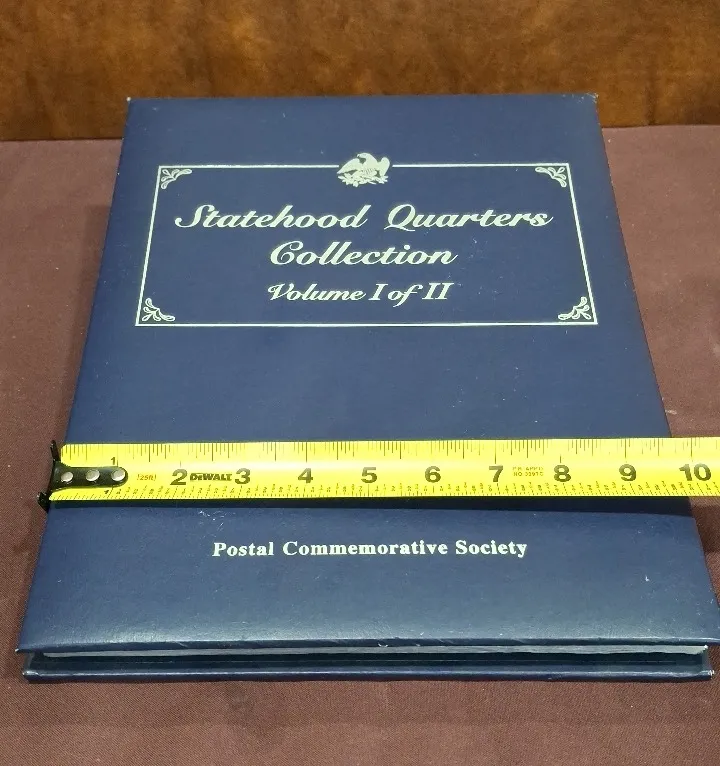 Statehood Quarters
Collection
Volume I of II
1 2 DEWALT 3 4 5 6 7 8 9 10
Postal Commemorative Society